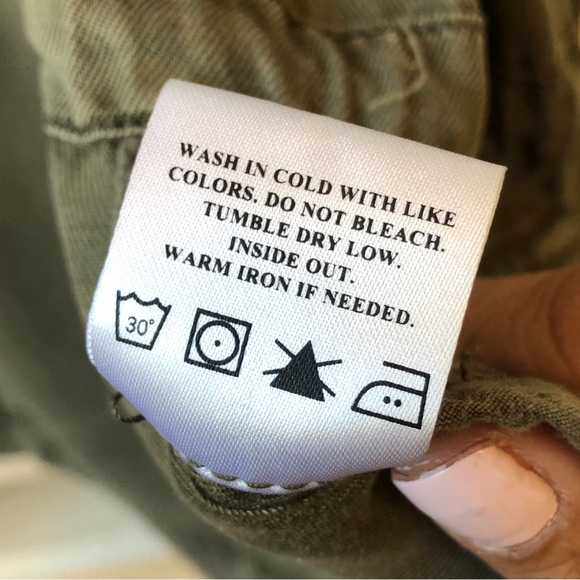 WASH IN COLD WITH LIKE
COLORS. DO NOT BLEACH.
TUMBLE DRY LOW.
INSIDE OUT.
WARM IRON IF NEEDED.
30°